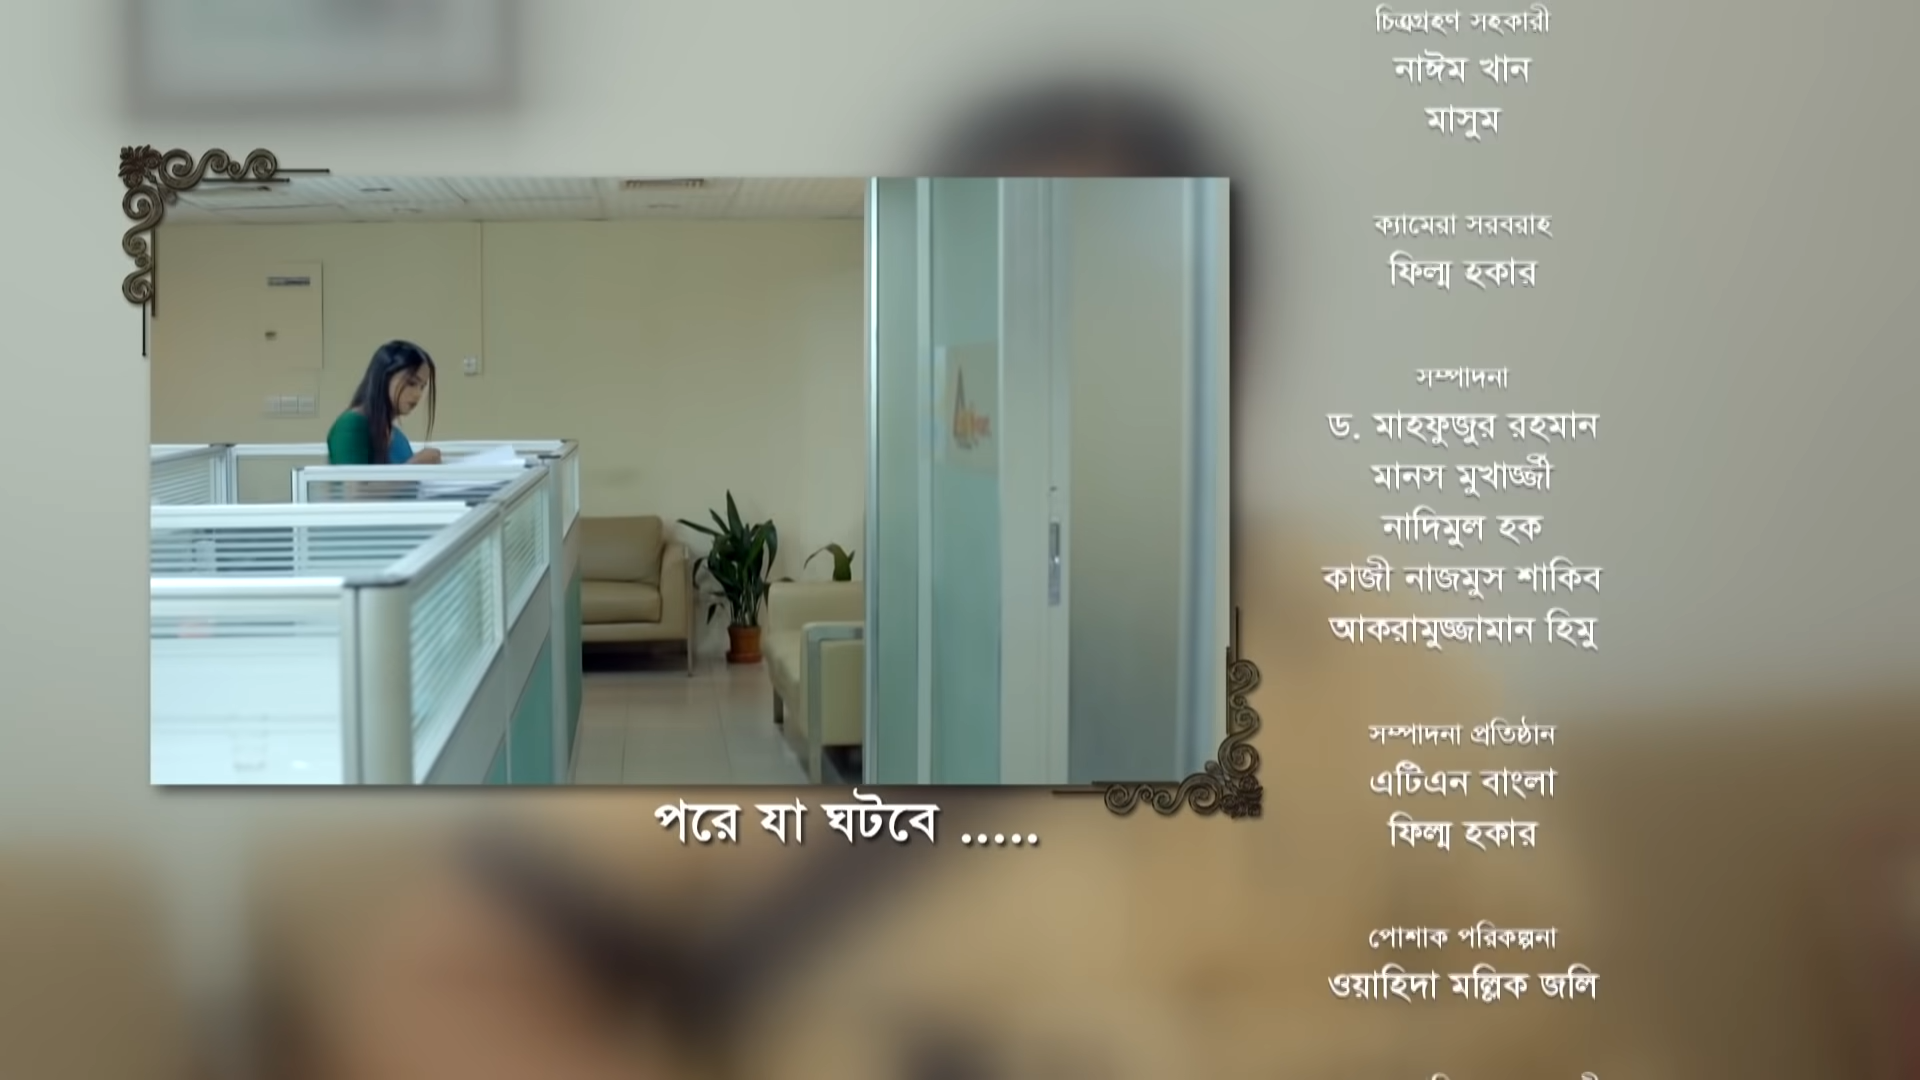 চিত্রগ্রহণ সহকারী
নাঈম খান
মাসুম
ক্যামেরা সরবরাহ
ফিল্ম হকার
সম্পাদনা
ড. মাহফুজুর রহমান
মানস মুখার্জ্জী
নাদিমুল হক
কাজী নাজমুস শাকিব
আকরামুজ্জামান হিমু
সম্পাদনা প্রতিষ্ঠান
এটিএন বাংলা
ফিল্ম হকার
পোশাক পরিকল্পনা
ওয়াহিদা মল্লিক জলি
পরে যা ঘটবে .....